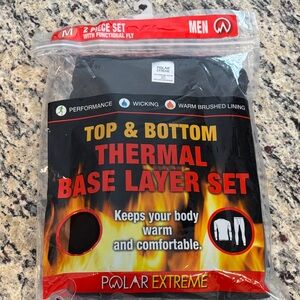 M
2 PIECE SET
WITH FUNCTIONAL FLY
MEN
POLAR
EXTREME
PERFORMANCE
WICKING
WARM BRUSHED LINING
TOP & BOTTOM
THERMAL
BASE LAYER SET
Keeps your body
warm
and comfortable.
POLAR EXTREME